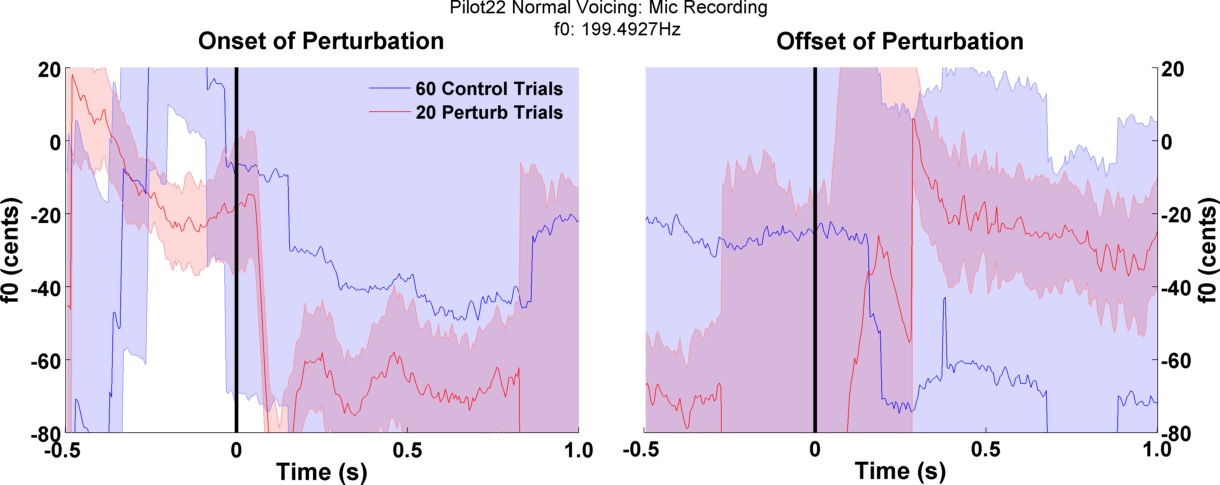 Pilot22 Normal Voicing: Mic Recording
f0: 199.4927Hz
Onset of Perturbation
Offset of Perturbation
60 Control Trials
20 Perturb Trials
20
0
-20
-40
-60
-80
f0 (cents)
-0.5
0
0.5
1.0
Time (s)
20
0
-20
-40
-60
-80
f0 (cents)
-0.5
0
0.5
1.0
Time (s)